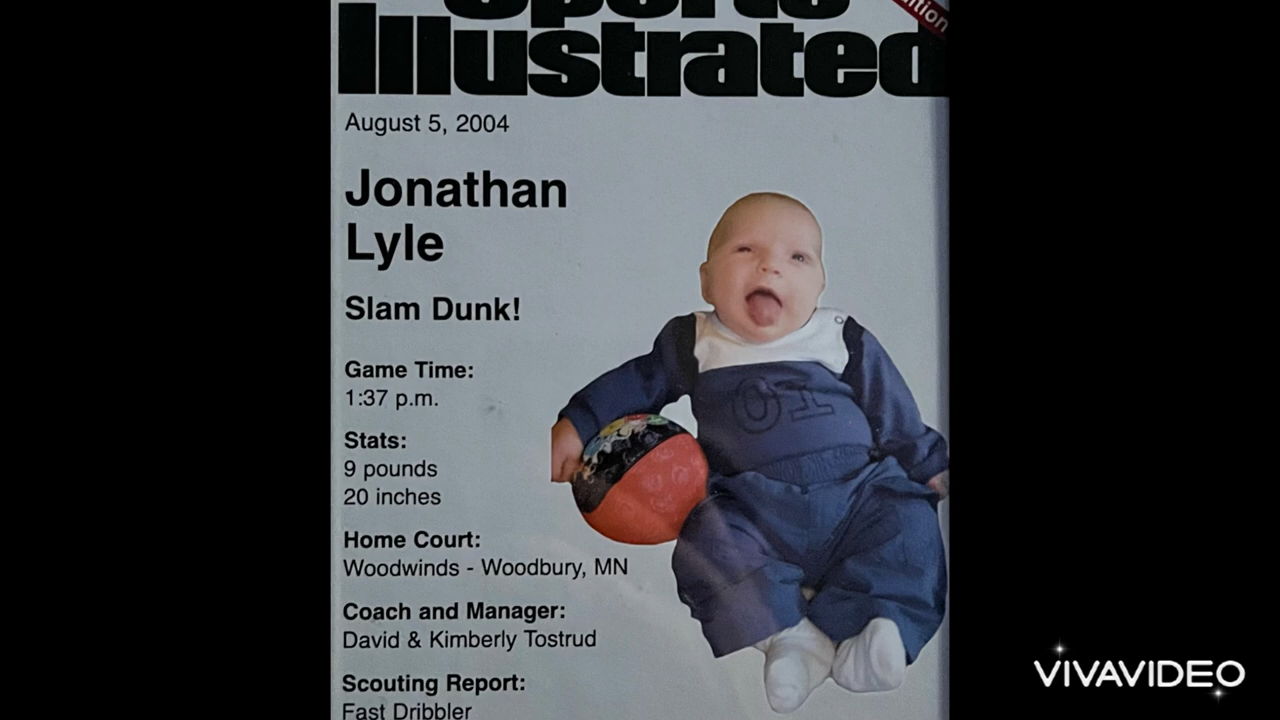 Sports
Illustrated
August 5, 2004
Jonathan
Lyle
Slam Dunk!
Game Time:
1:37 p.m.
Stats:
9 pounds
20 inches
Home Court:
Woodwinds - Woodbury, MN
Coach and Manager:
David & Kimberly Tostrud
Scouting Report:
Fast Dribbler
01
VIVAVIDEO